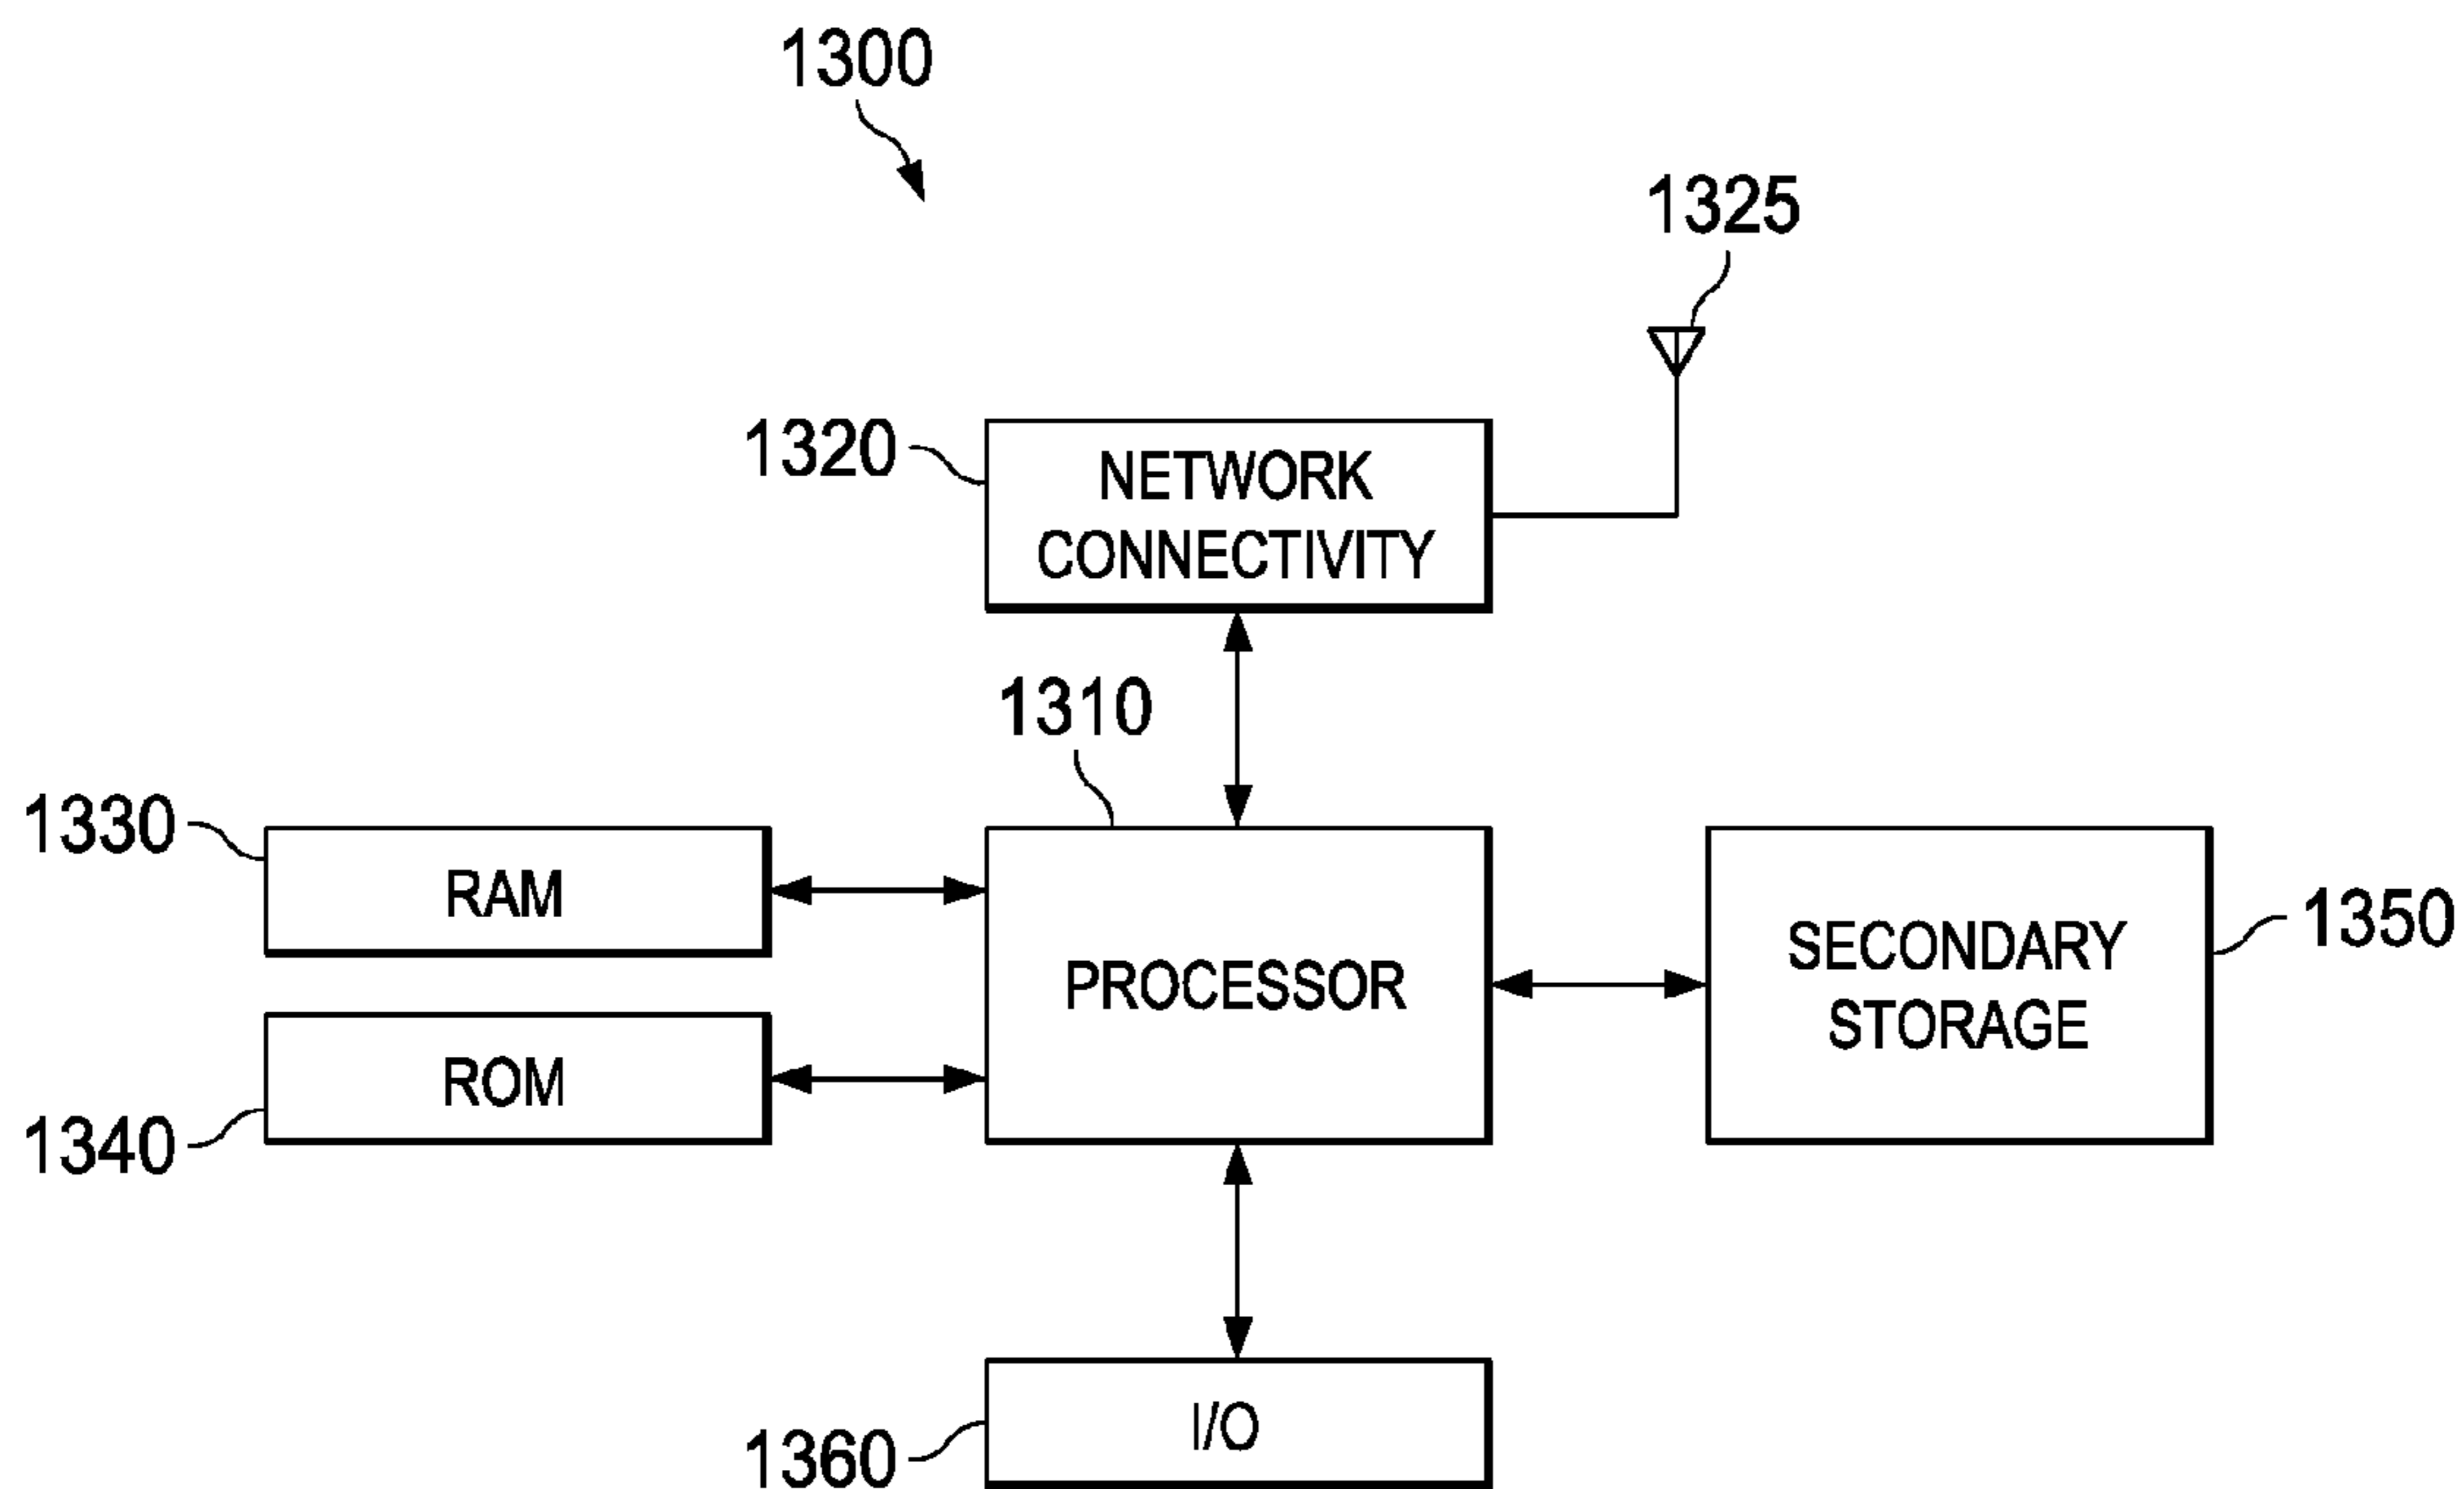 1300
1325
1320
NETWORK
CONNECTIVITY
1310
1330
RAM
PROCESSOR
SECONDARY
STORAGE
1350
ROM
1340
I/O
1360